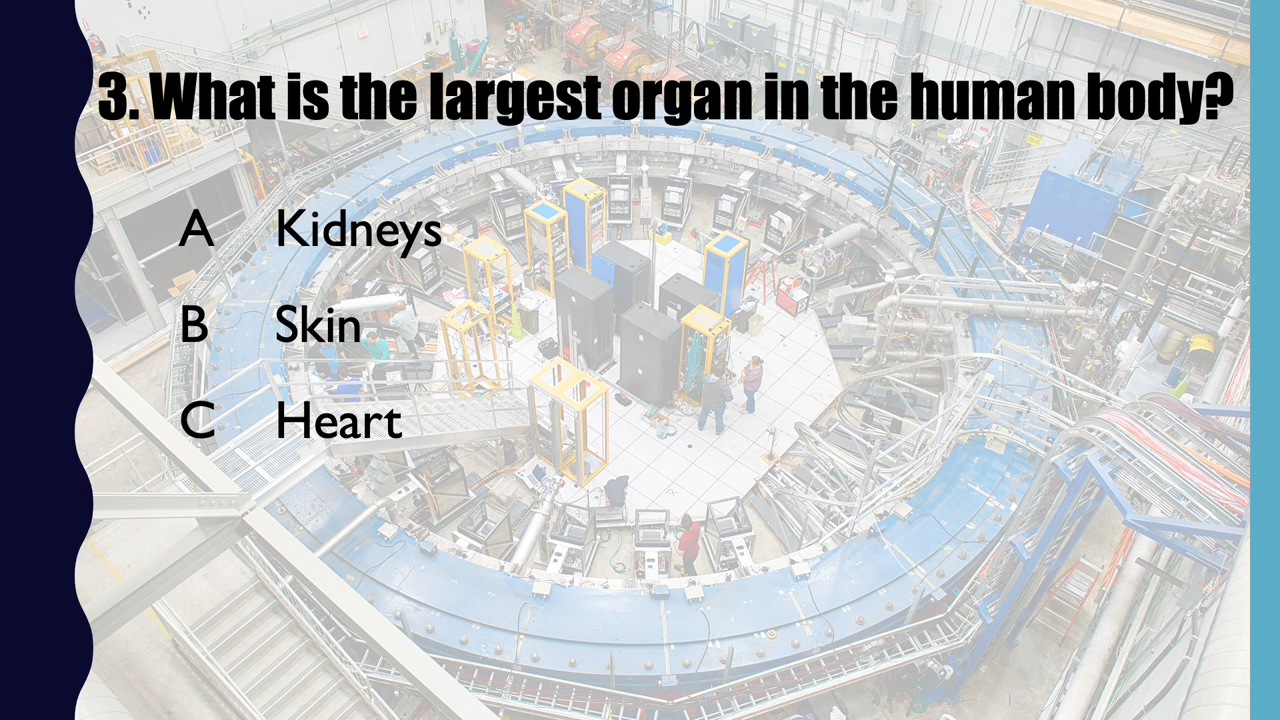 3. What is the largest organ in the human body?
A Kidneys
B Skin
C Heart